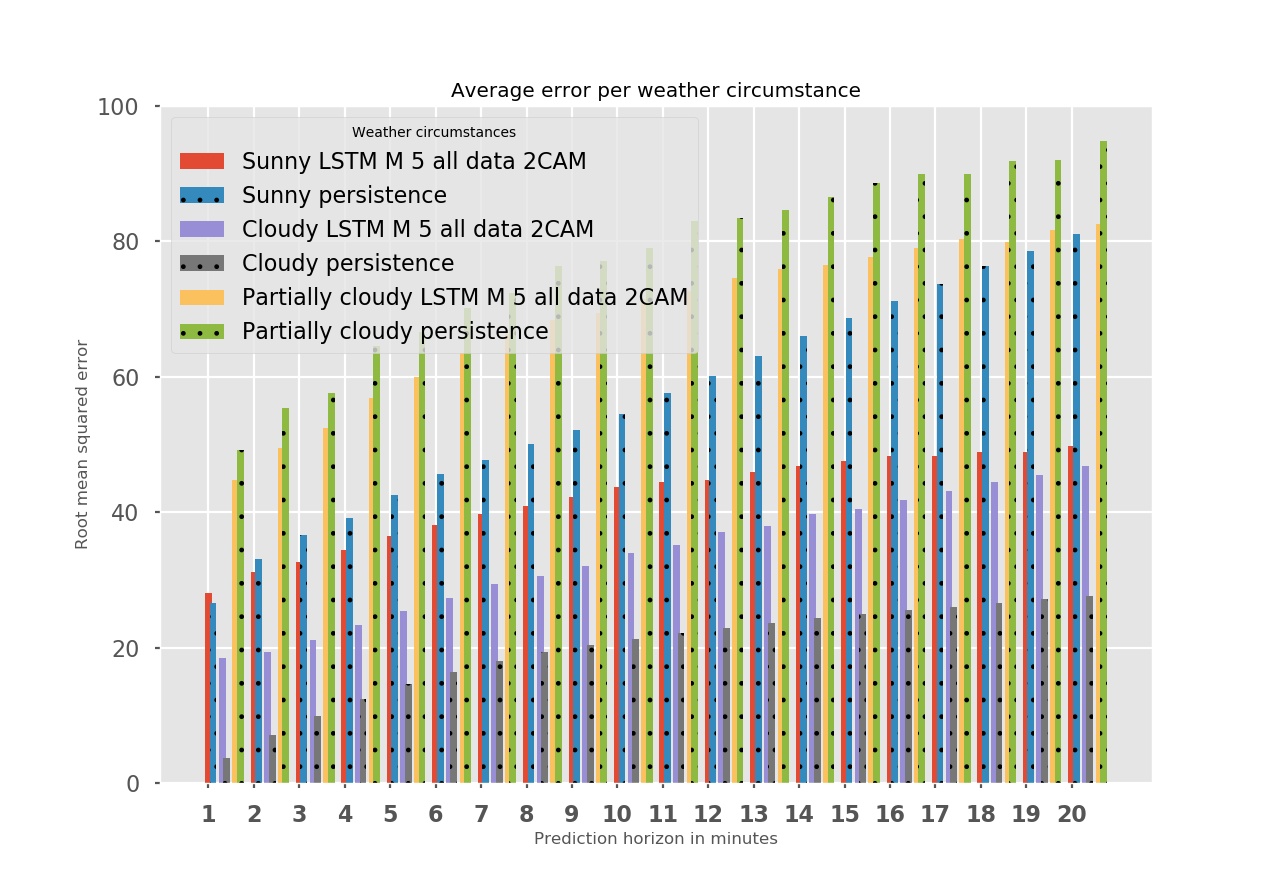 Average error per weather circumstance
100
80
60
40
20
0
Root mean squared error
Weather circumstances
Sunny LSTM M 5 all data 2CAM
Sunny persistence
Cloudy LSTM M 5 all data 2CAM
Cloudy persistence
Partially cloudy LSTM M 5 all data 2CAM
Partially cloudy persistence
1 2 3 4 5 6 7 8 9 10 11 12 13 14 15 16 17 18 19 20
Prediction horizon in minutes